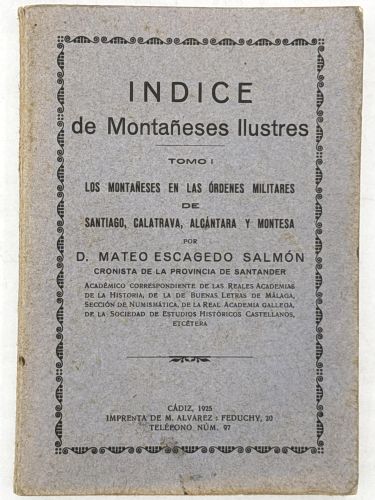 INDICE
de Montañeses Ilustres
TOMO I
LOS MONTAÑESES EN LAS ÓRDENES MILITARES
DE
SANTIAGO, CALATRAVA, ALCÁNTARA Y MONTESA
POR
D. MATEO ESCAGEDO SALMÓN
CRONISTA DE LA PROVINCIA DE SANTANDER
ACADÉMICO CORRESPONDIENTE DE LAS REALES ACADEMIAS
DE LA HISTORIA, DE LA DE BUENAS LETRAS DE MÁLAGA,
SECCIÓN DE NUMISMÁTICA, DE LA REAL ACADEMIA GALLEGA,
DE LA SOCIEDAD DE ESTUDIOS HISTÓRICOS CASTELLANOS,
ETCÉTERA
CÁDIZ, 1925
IMPRENTA DE M. ALVAREZ : FEDUCHY, 20
TELÉFONO NÚM. 97